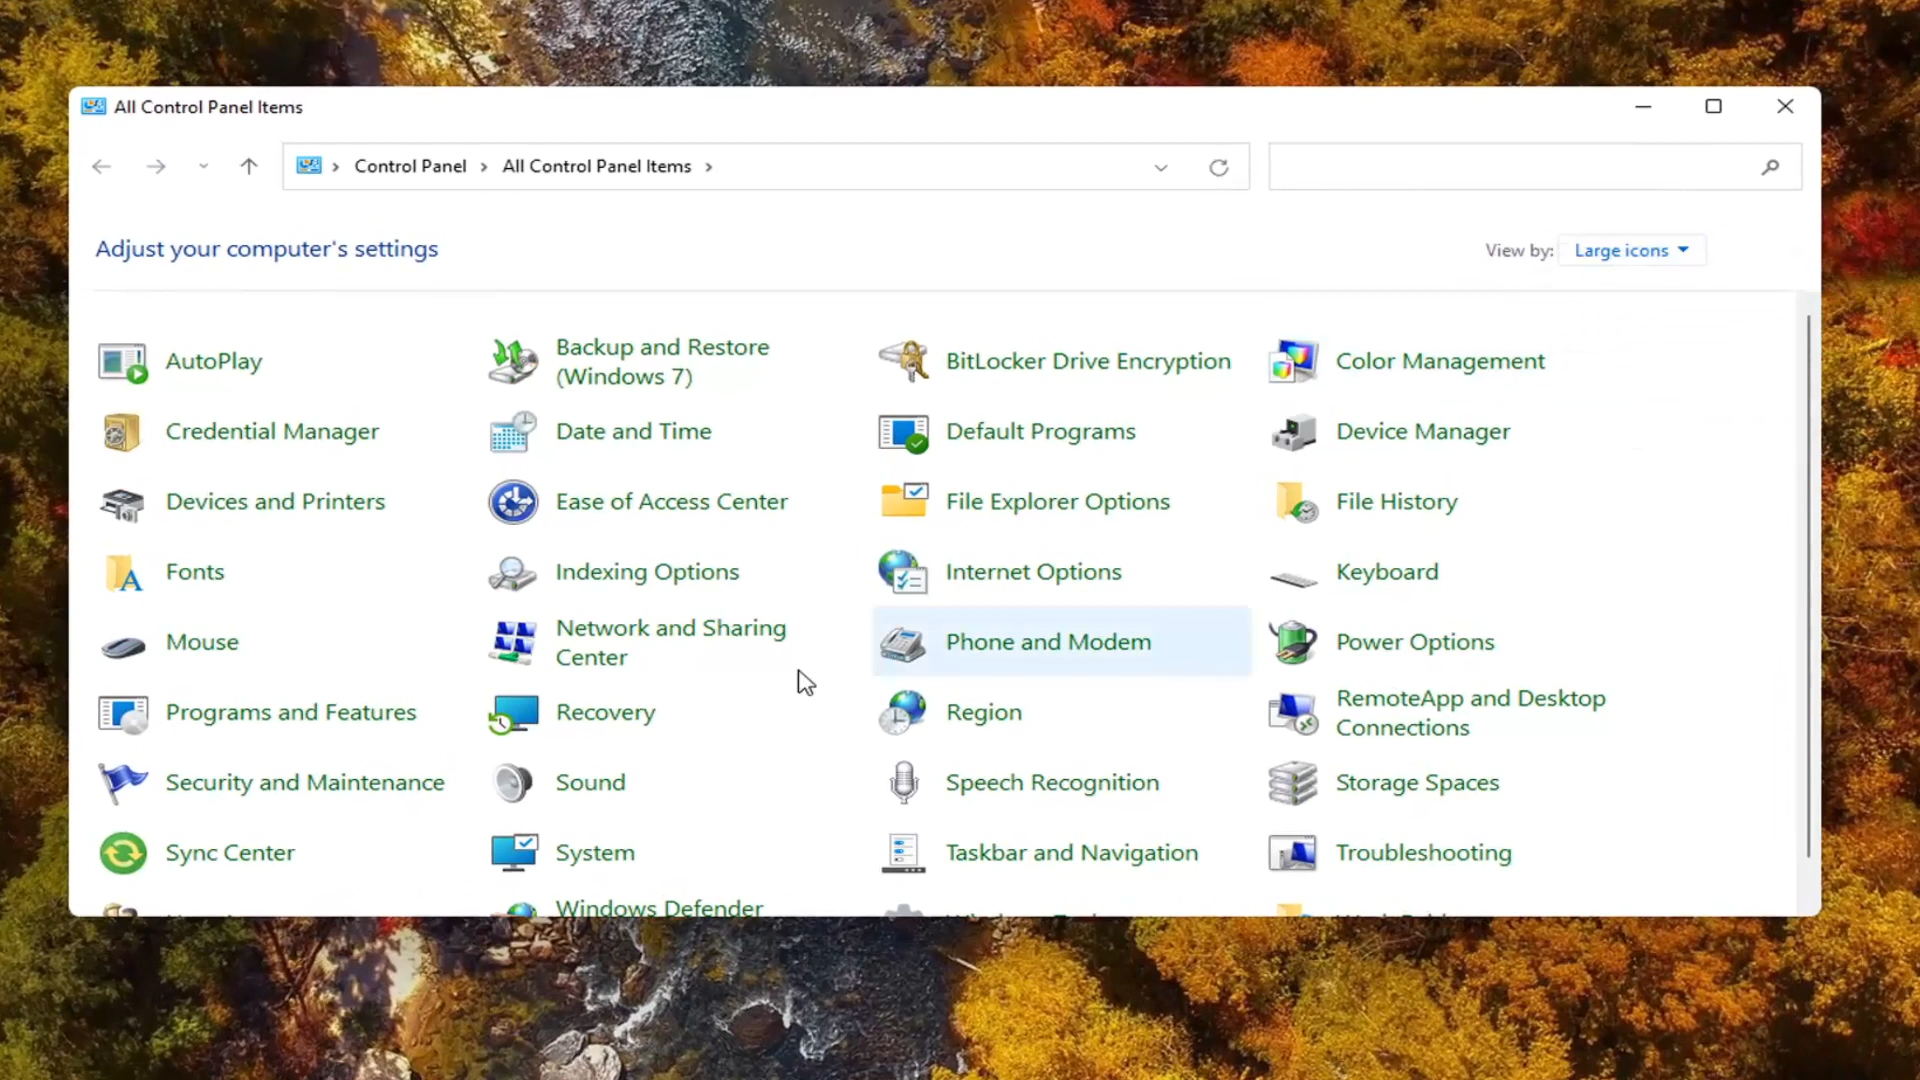 All Control Panel Items
Control Panel
All Control Panel Items
Adjust your computer's settings
View by:
Large icons
AutoPlay
Backup and Restore
(Windows 7)
BitLocker Drive Encryption
Color Management
Credential Manager
Date and Time
Default Programs
Device Manager
Devices and Printers
Ease of Access Center
File Explorer Options
File History
Fonts
Indexing Options
Internet Options
Keyboard
Mouse
Network and Sharing
Center
Phone and Modem
Power Options
Programs and Features
Recovery
Region
RemoteApp and Desktop
Connections
Security and Maintenance
Sound
Speech Recognition
Storage Spaces
Sync Center
System
Taskbar and Navigation
Troubleshooting
Windows Defender